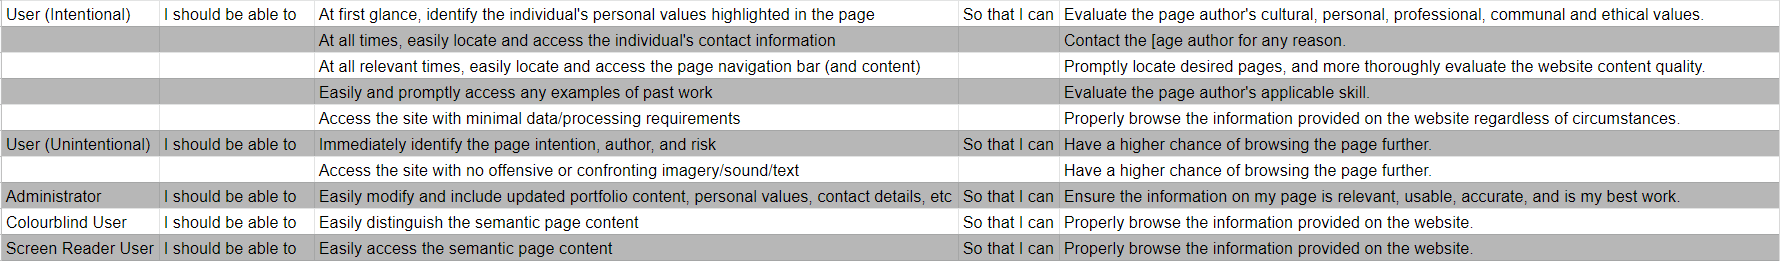 User (Intentional) I should be able to At first glance, identify the individual's personal values highlighted in the page So that I can Evaluate the page author's cultural, personal, professional, communal and ethical values.
At all times, easily locate and access the individual's contact information Contact the [age author for any reason.
At all relevant times, easily locate and access the page navigation bar (and content) Promptly locate desired pages, and more thoroughly evaluate the website content quality.
Easily and promptly access any examples of past work Evaluate the page author's applicable skill.
Access the site with minimal data/processing requirements Properly browse the information provided on the website regardless of circumstances.
User (Unintentional) I should be able to Immediately identify the page intention, author, and risk So that I can Have a higher chance of browsing the page further.
Access the site with no offensive or confronting imagery/sound/text Have a higher chance of browsing the page further.
Administrator I should be able to Easily modify and include updated portfolio content, personal values, contact details, etc So that I can Ensure the information on my page is relevant, usable, accurate, and is my best work.
Colourblind User I should be able to Easily distinguish the semantic page content So that I can Properly browse the information provided on the website.
Screen Reader User I should be able to Easily access the semantic page content So that I can Properly browse the information provided on the website.